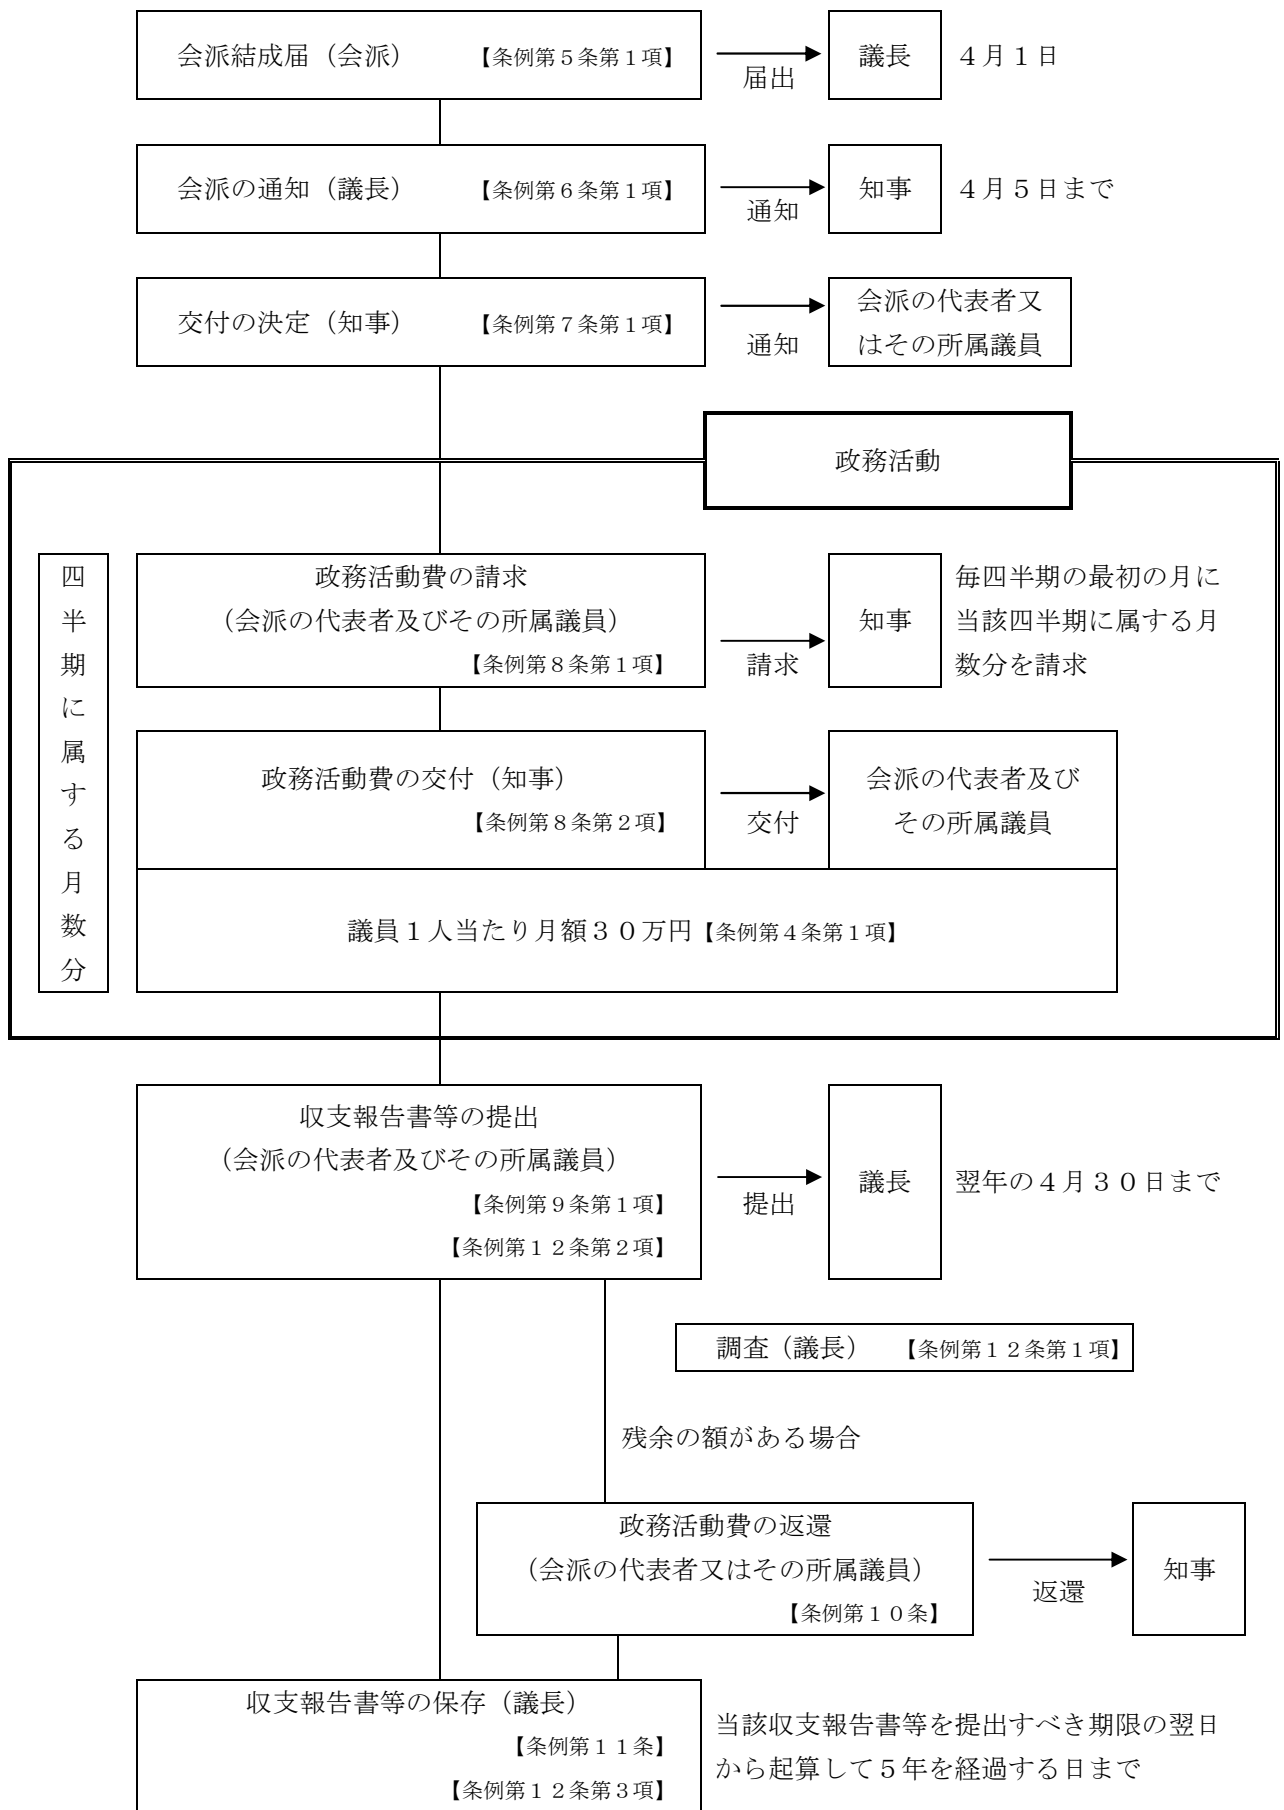 会派結成届（会派） 【条例第５条第１項】
届出
議長
４月１日
会派の通知（議長） 【条例第６条第１項】
通知
知事
４月５日まで
交付の決定（知事） 【条例第７条第１項】
通知
会派の代表者又
はその所属議員
政務活動
四半期に属する月数分
政務活動費の請求
（会派の代表者及びその所属議員）
【条例第８条第１項】
請求
知事
毎四半期の最初の月に
当該四半期に属する月
数分を請求
政務活動費の交付（知事）
【条例第８条第２項】
交付
会派の代表者及び
その所属議員
議員１人当たり月額３０万円【条例第４条第１項】
収支報告書等の提出
（会派の代表者及びその所属議員）
【条例第９条第１項】
【条例第１２条第２項】
提出
議長
翌年の４月３０日まで
調査（議長） 【条例第１２条第１項】
残余の額がある場合
政務活動費の返還
（会派の代表者又はその所属議員）
【条例第１０条】
返還
知事
収支報告書等の保存（議長）
【条例第１１条】
【条例第１２条第３項】
当該収支報告書等を提出すべき期限の翌日
から起算して５年を経過する日まで